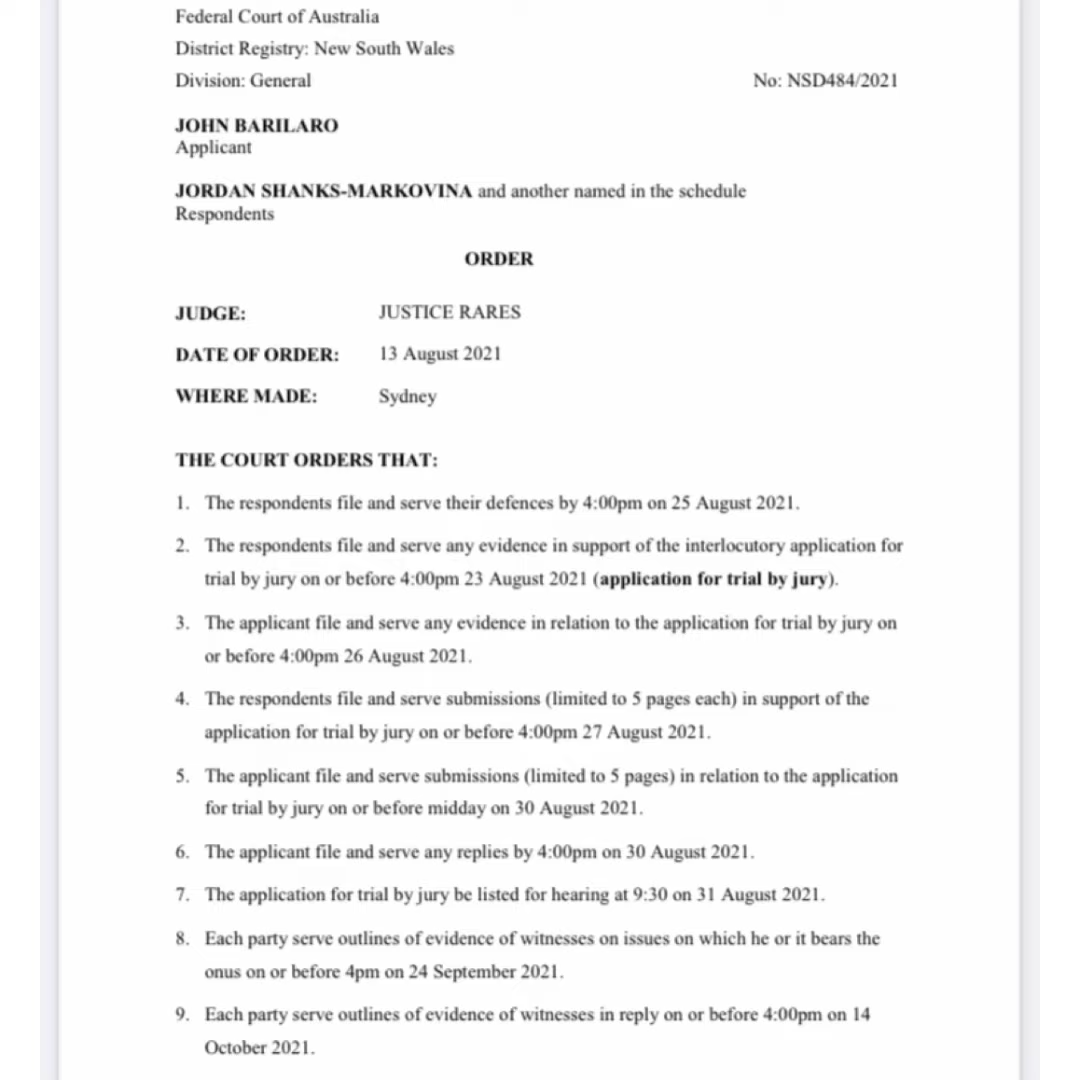 Federal Court of Australia
District Registry: New South Wales
Division: General No: NSD484/2021
JOHN BARILARO
Applicant
JORDAN SHANKS-MARKOVINA and another named in the schedule
Respondents
ORDER
JUDGE: JUSTICE RARES
DATE OF ORDER: 13 August 2021
WHERE MADE: Sydney
THE COURT ORDERS THAT:
1. The respondents file and serve their defences by 4:00pm on 25 August 2021.
2. The respondents file and serve any evidence in support of the interlocutory application for
trial by jury on or before 4:00pm 23 August 2021 (application for trial by jury).
3. The applicant file and serve any evidence in relation to the application for trial by jury on
or before 4:00pm 26 August 2021.
4. The respondents file and serve submissions (limited to 5 pages each) in support of the
application for trial by jury on or before 4:00pm 27 August 2021.
5. The applicant file and serve submissions (limited to 5 pages) in relation to the application
for trial by jury on or before midday on 30 August 2021.
6. The applicant file and serve any replies by 4:00pm on 30 August 2021.
7. The application for trial by jury be listed for hearing at 9:30 on 31 August 2021.
8. Each party serve outlines of evidence of witnesses on issues on which he or it bears the
onus on or before 4pm on 24 September 2021.
9. Each party serve outlines of evidence of witnesses in reply on or before 4:00pm on 14
October 2021.